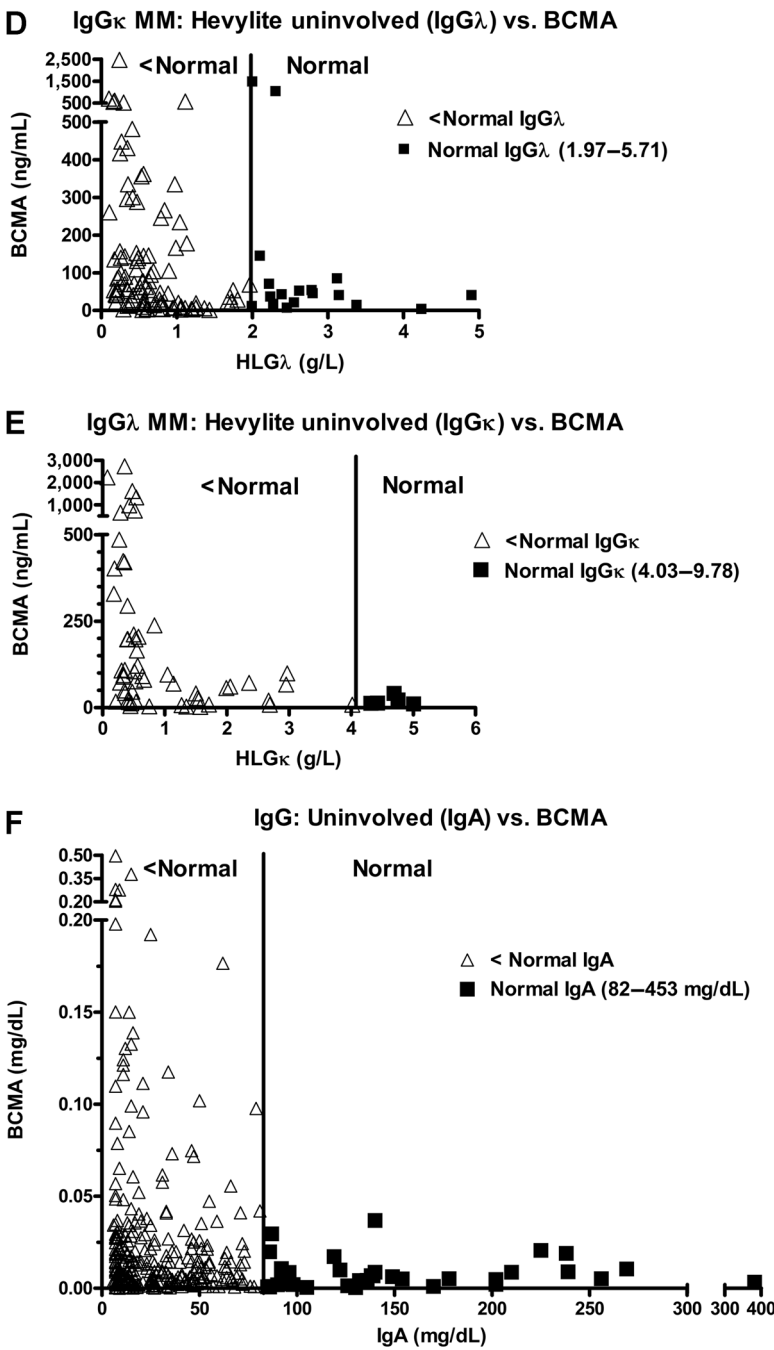 D IgGκ MM: Hevylite uninvolved (IgGλ) vs. BCMA
<Normal Normal
2,500
1,500
500
500
400
300
200
100
0
BCMA (ng/mL)
<Normal IgGλ
Normal IgGλ (1.97–5.71)
0 1 2 3 4 5
HLGλ (g/L)
E IgGλ MM: Hevylite uninvolved (IgGκ) vs. BCMA
<Normal Normal
3,000
2,000
1,000
500
250
0
BCMA (ng/mL)
<Normal IgGκ
Normal IgGκ (4.03–9.78)
0 1 2 3 4 5 6
HLGκ (g/L)
F IgG: Uninvolved (IgA) vs. BCMA
<Normal Normal
0.50
0.35
0.20
0.20
0.15
0.10
0.05
0.00
BCMA (mg/dL)
< Normal IgA
Normal IgA (82–453 mg/dL)
0 50 100 150 200 250 300 300 400
IgA (mg/dL)